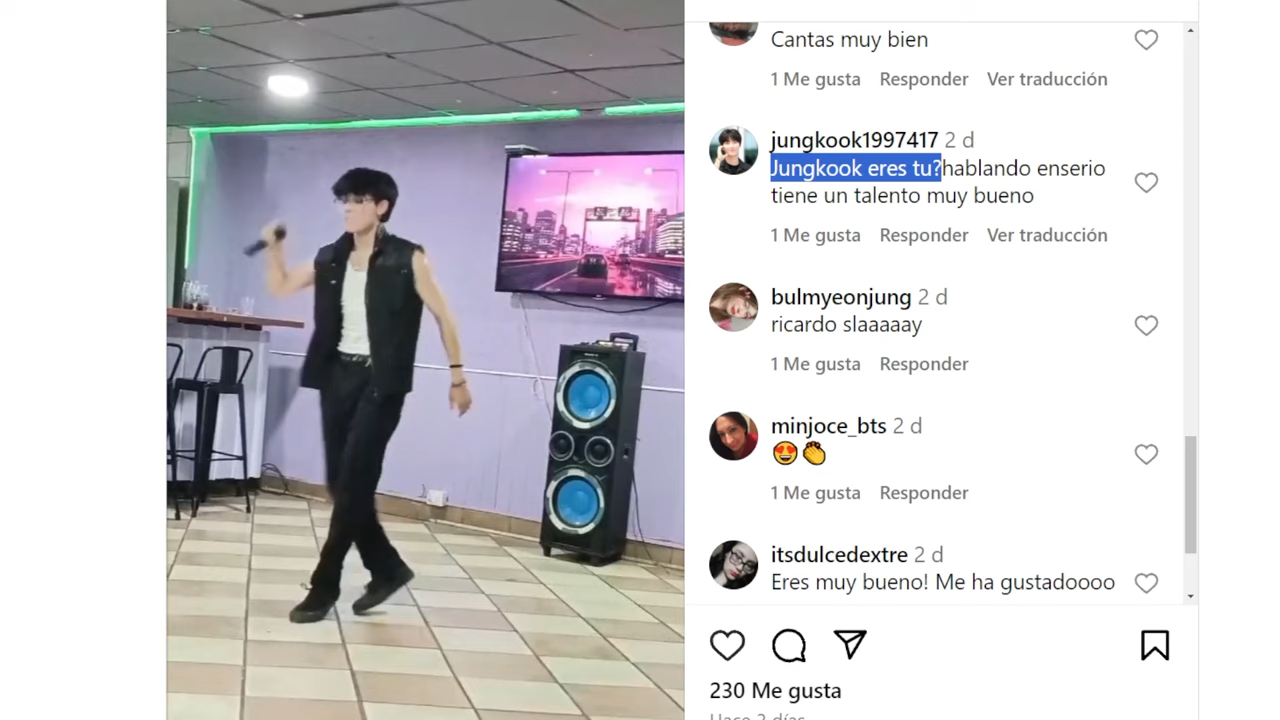 Cantas muy bien
1 Me gusta Responder Ver traducción
jungkook1997417 2 d
Jungkook eres tu?hablando enserio
tiene un talento muy bueno
1 Me gusta Responder Ver traducción
bulmyeonjung 2 d
ricardo slaaaaay
1 Me gusta Responder
minjoce_bts 2 d
😍👏
1 Me gusta Responder
itsdulcedextre 2 d
Eres muy bueno! Me ha gustadoooo
230 Me gusta